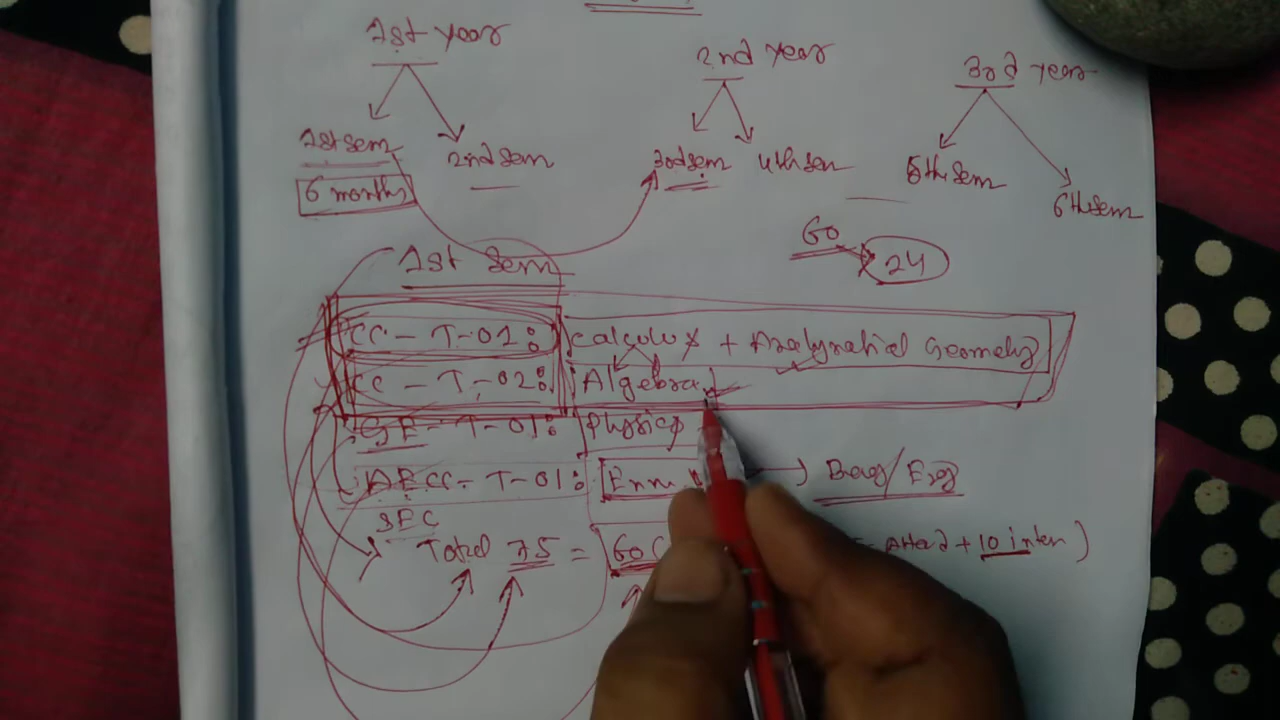 1st year 2nd year 3rd year
1st sem 2nd sem 3rd sem 4th sem 5th sem 6th sem
6 months
60 24
1st sem
CC - T - 01: Calculus + Analynatical Geometry
CC - T - 02: Algebra
GE - T - 01: Physics
AECC - T - 01: Beng/Eng
SEC
Total 75 = 60 ( Attend + 10 inten )